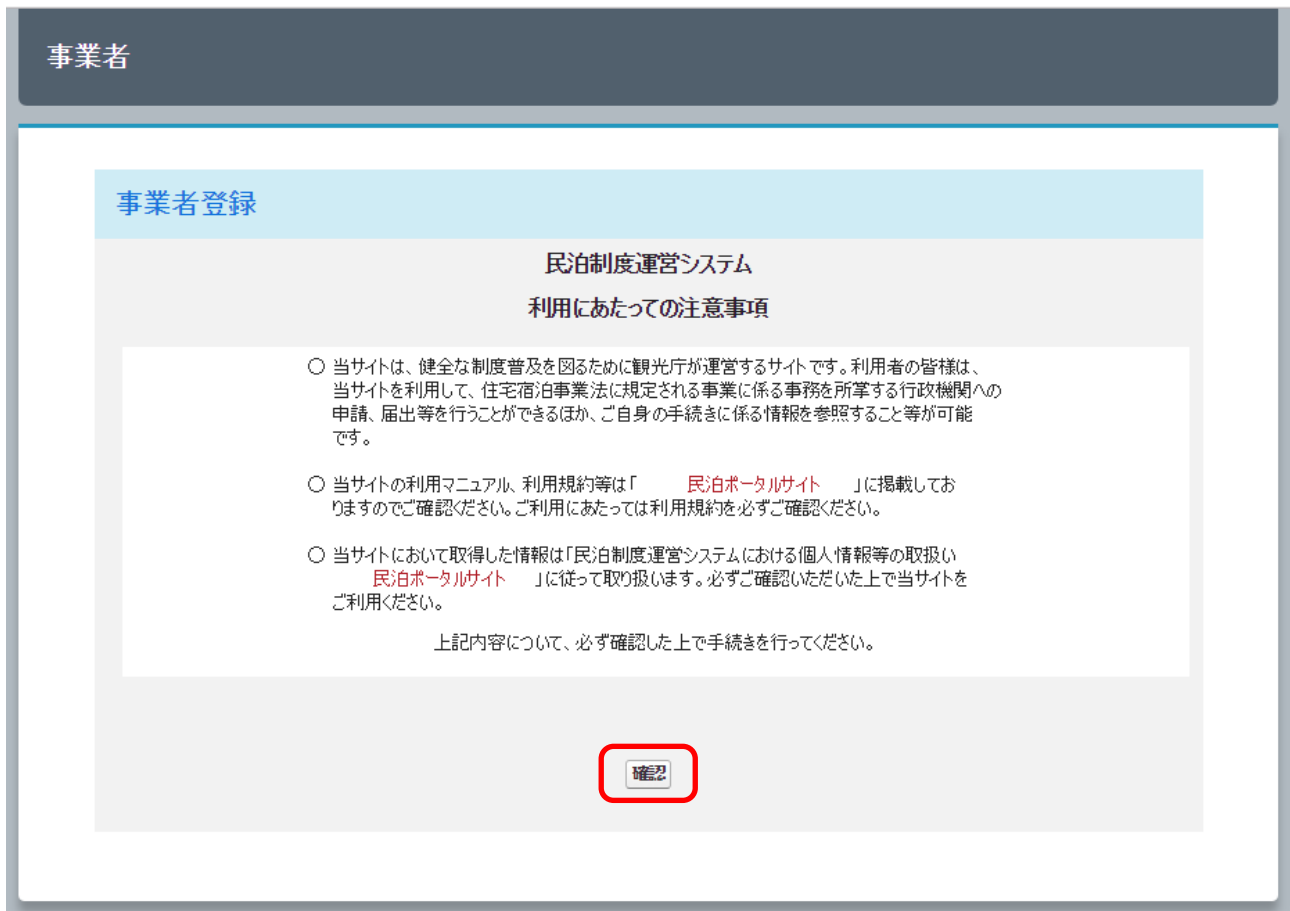 事業者
事業者登録
民泊制度運営システム
利用にあたっての注意事項
○ 当サイトは、健全な制度普及を図るために観光庁が運営するサイトです。利用者の皆様は、
当サイトを利用して、住宅宿泊事業法に規定される事業に係る事務を所掌する行政機関への
申請、届出等を行うことができるほか、ご自身の手続きに係る情報を参照すること等が可能
です。
○ 当サイトの利用マニュアル、利用規約等は「 民泊ポータルサイト 」に掲載してお
りますのでご確認ください。ご利用にあたっては利用規約を必ずご確認ください。
○ 当サイトにおいて取得した情報は「民泊制度運営システムにおける個人情報等の取扱い
民泊ポータルサイト 」に従って取り扱います。必ずご確認いただいた上で当サイトを
ご利用ください。
上記内容について、必ず確認した上で手続きを行ってください。
確認